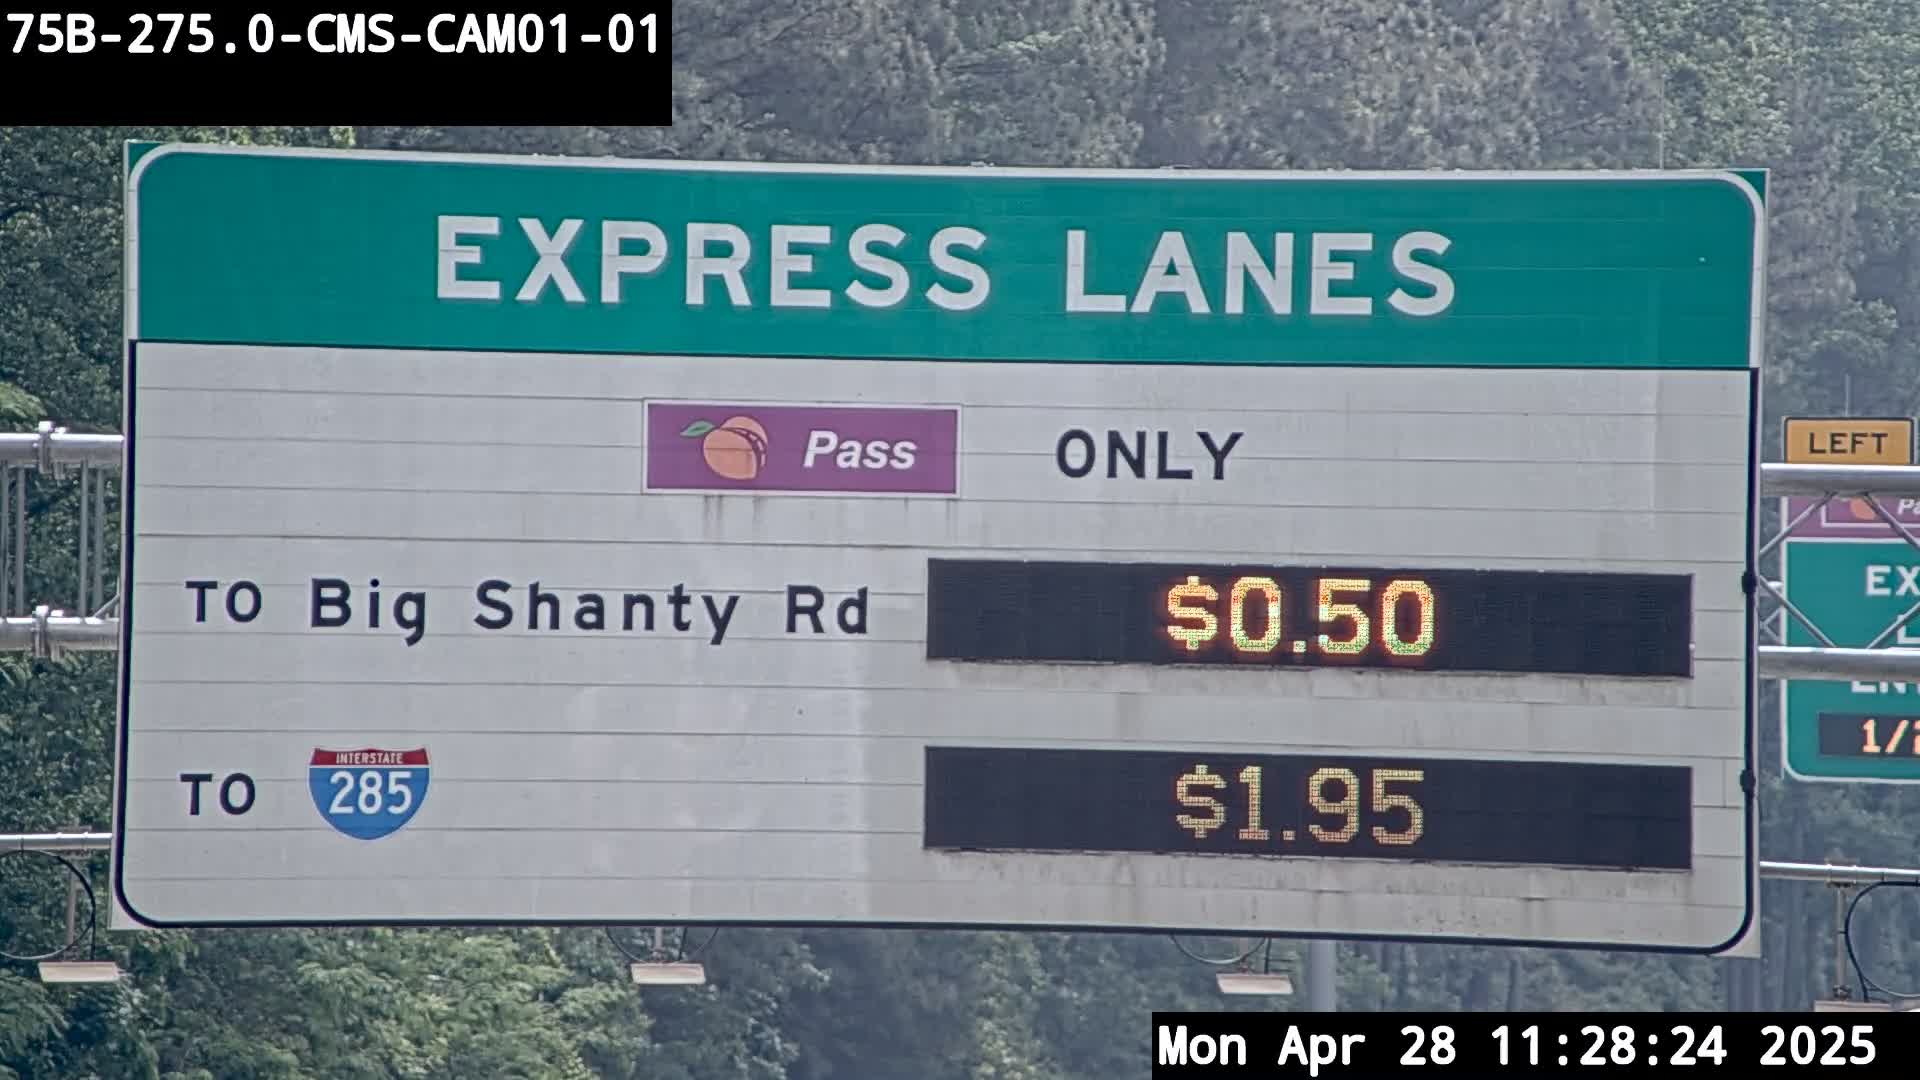 75B-275.0-CMS-CAM01-01
EXPRESS LANES
Pass ONLY
LEFT
TO Big Shanty Rd $0.50
TO INTERSTATE 285 $1.95
Mon Apr 28 11:28:24 2025